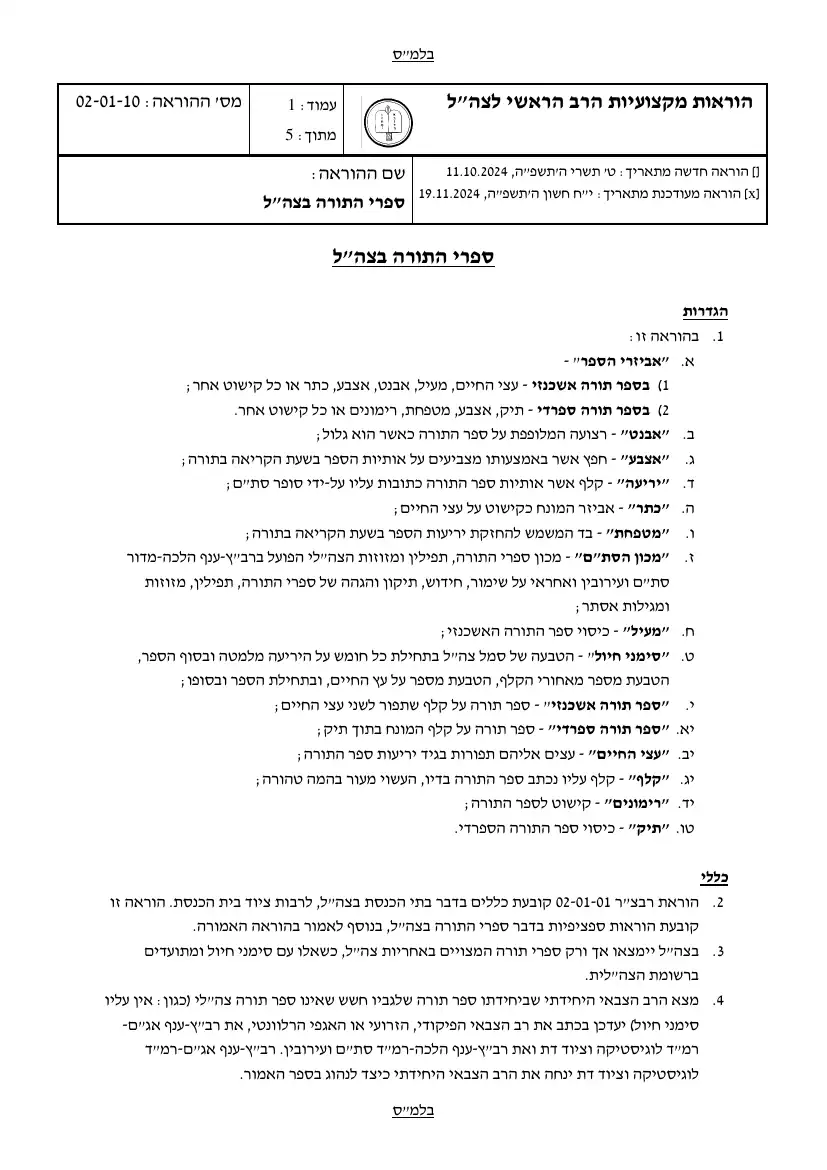 בלמ״ס
הוראות מקצועיות הרב הראשי לצה״ל
עמוד: 1
מתוך: 5
מס׳ ההוראה: 02-01-10
[] הוראה חדשה מתאריך: ט׳ תשרי ה׳תשפ״ה, 11.10.2024
[x] הוראה מעודכנת מתאריך: י״ח חשון ה׳תשפ״ה, 19.11.2024
שם ההוראה:
ספרי התורה בצה״ל
ספרי התורה בצה״ל
הגדרות
1. בהוראה זו:
א. ״אביזרי הספר״ -
1) בספר תורה אשכנזי - עצי החיים, מעיל, אבנט, אצבע, כתר או כל קישוט אחר;
2) בספר תורה ספרדי - תיק, אצבע, מטפחת, רימונים או כל קישוט אחר.
ב. ״אבנט״ - רצועה המלופפת על ספר התורה כאשר הוא גלול;
ג. ״אצבע״ - חפץ אשר באמצעותו מצביעים על אותיות הספר בשעת הקריאה בתורה;
ד. ״יריעה״ - קלף אשר אותיות ספר התורה כתובות עליו על-ידי סופר סת״ם;
ה. ״כתר״ - אביזר המונח כקישוט על עצי החיים;
ו. ״מטפחת״ - בד המשמש להחזקת יריעות הספר בשעת הקריאה בתורה;
ז. ״מכון הסת״ם״ - מכון ספרי התורה, תפילין ומזוזות הצה״לי הפועל ברב״ץ-ענף הלכה-מדור
סת״ם ועירובין ואחראי על שימור, חידוש, תיקון והגהה של ספרי התורה, תפילין, מזוזות
ומגילות אסתר;
ח. ״מעיל״ - כיסוי ספר התורה האשכנזי;
ט. ״סימני חיול״ - הטבעה של סמל צה״ל בתחילת כל חומש על היריעה מלמטה ובסוף הספר,
הטבעת מספר מאחורי הקלף, הטבעת מספר על עץ החיים, ובתחילת הספר ובסופו;
י. ״ספר תורה אשכנזי״ - ספר תורה על קלף שתפור לשני עצי החיים;
יא. ״ספר תורה ספרדי״ - ספר תורה על קלף המונח בתוך תיק;
יב. ״עצי החיים״ - עצים אליהם תפורות בגיד יריעות ספר התורה;
יג. ״קלף״ - קלף עליו נכתב ספר התורה בדיו, העשוי מעור בהמה טהורה;
יד. ״רימונים״ - קישוט לספר התורה;
טו. ״תיק״ - כיסוי ספר התורה הספרדי.
כללי
2. הוראת רבצ״ר 02-01-01 קובעת כללים בדבר בתי הכנסת בצה״ל, לרבות ציוד בית הכנסת. הוראה זו
קובעת הוראות ספציפיות בדבר ספרי התורה בצה״ל, בנוסף לאמור בהוראה האמורה.
3. בצה״ל יימצאו אך ורק ספרי תורה המצויים באחריות צה״ל, כשאלו עם סימני חיול ומתועדים
ברשומת הצה״לית.
4. מצא הרב הצבאי היחידתי שביחידתו ספר תורה שלגביו חשש שאינו ספר תורה צה״לי (כגון: אין עליו
סימני חיול) יעדכן בכתב את רב הצבאי הפיקודי, הזרועי או האגפי הרלוונטי, את רב״ץ-ענף אג״ם-
רמ״ד לוגיסטיקה וציוד דת ואת רב״ץ-ענף הלכה-רמ״ד סת״ם ועירובין. רב״ץ-ענף אג״ם-רמ״ד
לוגיסטיקה וציוד דת ינחה את הרב הצבאי היחידתי כיצד לנהוג בספר האמור.
בלמ״ס